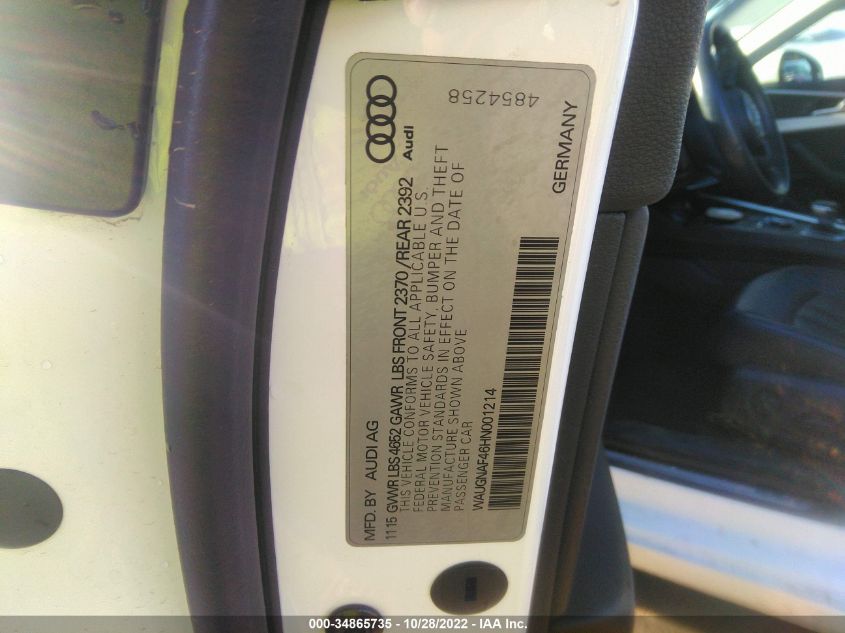 MFD. BY AUDI AG
11 15 GVWR LBS 4652 GAWR LBS FRONT 2370 /REAR 2392
THIS VEHICLE CONFORMS TO ALL APPLICABLE U.S.
FEDERAL MOTOR VEHICLE SAFETY, BUMPER AND THEFT
PREVENTION STANDARDS IN EFFECT ON THE DATE OF
MANUFACTURE SHOWN ABOVE
PASSENGER CAR
WAUGNAF46HN001214
Audi
4854258
GERMANY
000-34865735 - 10/28/2022 - IAA Inc.